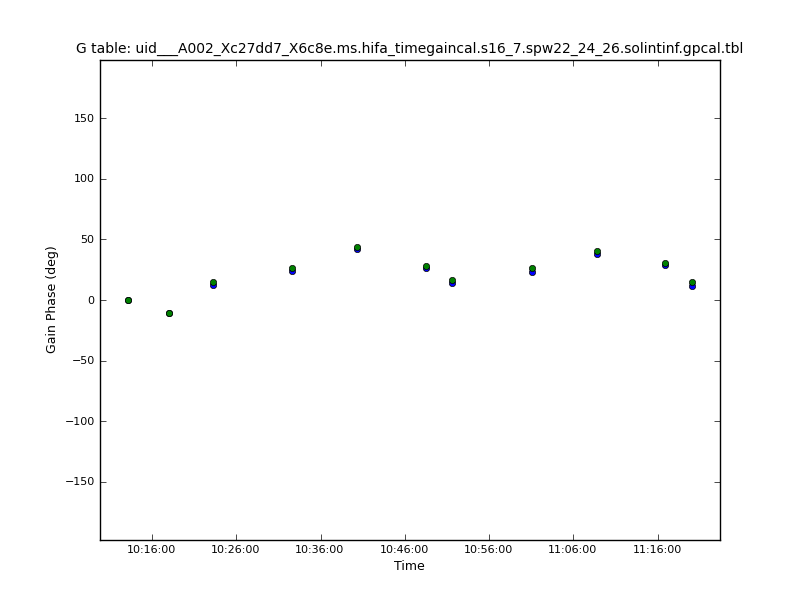 G table: uid___A002_Xc27dd7_X6c8e.ms.hifa_timegaincal.s16_7.spw22_24_26.solintinf.gpcal.tbl
150
100
50
0
−50
−100
−150
Gain Phase (deg)
10:16:00 10:26:00 10:36:00 10:46:00 10:56:00 11:06:00 11:16:00
Time